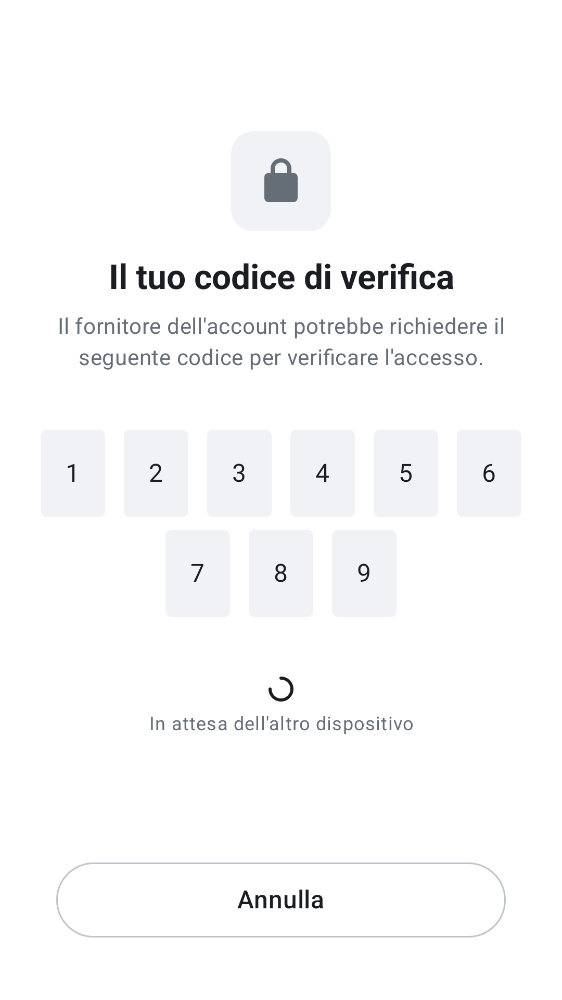 Il tuo codice di verifica
Il fornitore dell'account potrebbe richiedere il
seguente codice per verificare l'accesso.
1 2 3 4 5 6
7 8 9
In attesa dell'altro dispositivo
Annulla